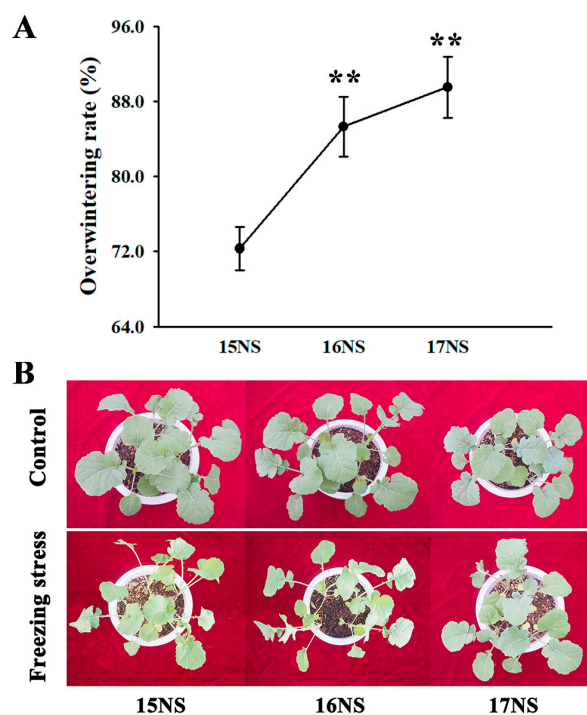 A
Overwintering rate (%)
96.0
88.0
80.0
72.0
64.0
**
**
15NS
16NS
17NS
B
Control
Freezing stress
15NS
16NS
17NS